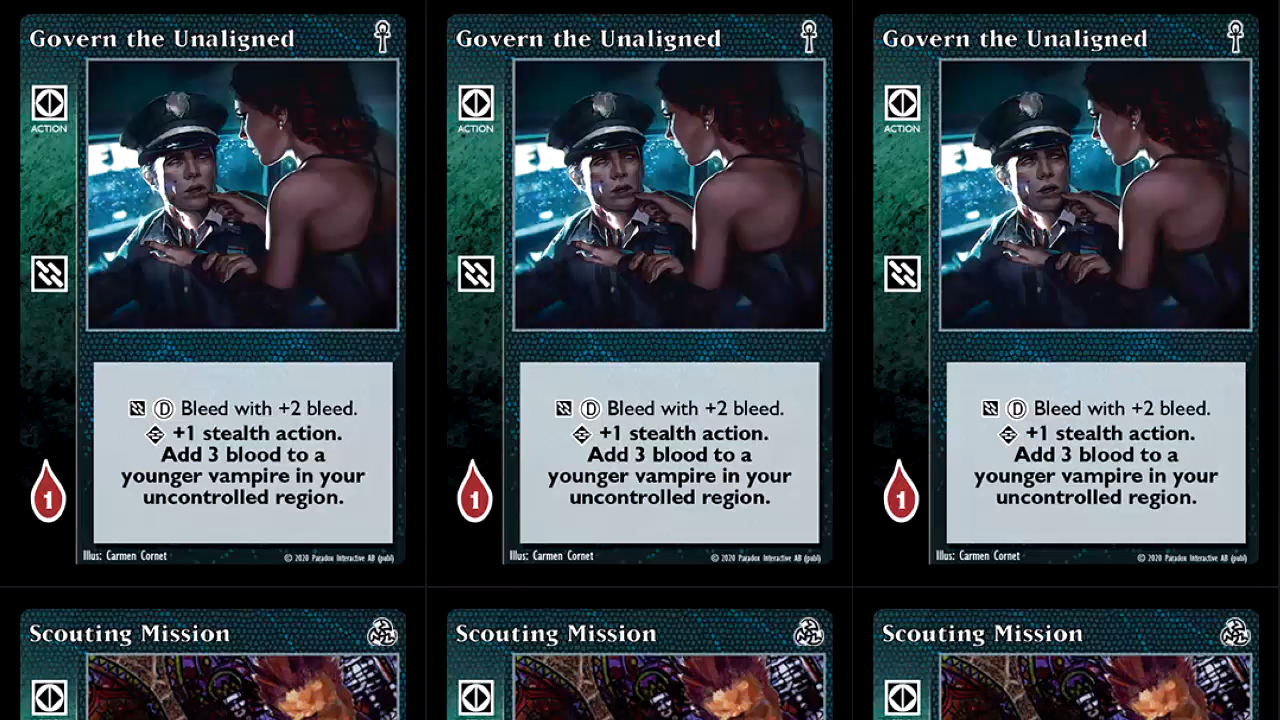 Govern the Unaligned
ACTION
D Bleed with +2 bleed.
+1 stealth action.
Add 3 blood to a
younger vampire in your
uncontrolled region.
1
Illus: Carmen Cornet
© 2020 Paradox Interactive AB (publ)
Govern the Unaligned
ACTION
D Bleed with +2 bleed.
+1 stealth action.
Add 3 blood to a
younger vampire in your
uncontrolled region.
1
Illus: Carmen Cornet
© 2020 Paradox Interactive AB (publ)
Govern the Unaligned
ACTION
D Bleed with +2 bleed.
+1 stealth action.
Add 3 blood to a
younger vampire in your
uncontrolled region.
1
Illus: Carmen Cornet
© 2020 Paradox Interactive AB (publ)
Scouting Mission
Scouting Mission
Scouting Mission